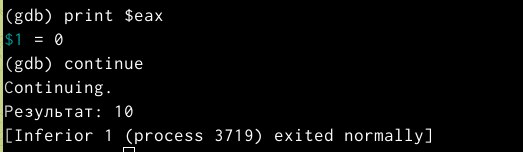 (gdb) print $eax
$1 = 0
(gdb) continue
Continuing.
Результат: 10
[Inferior 1 (process 3719) exited normally]